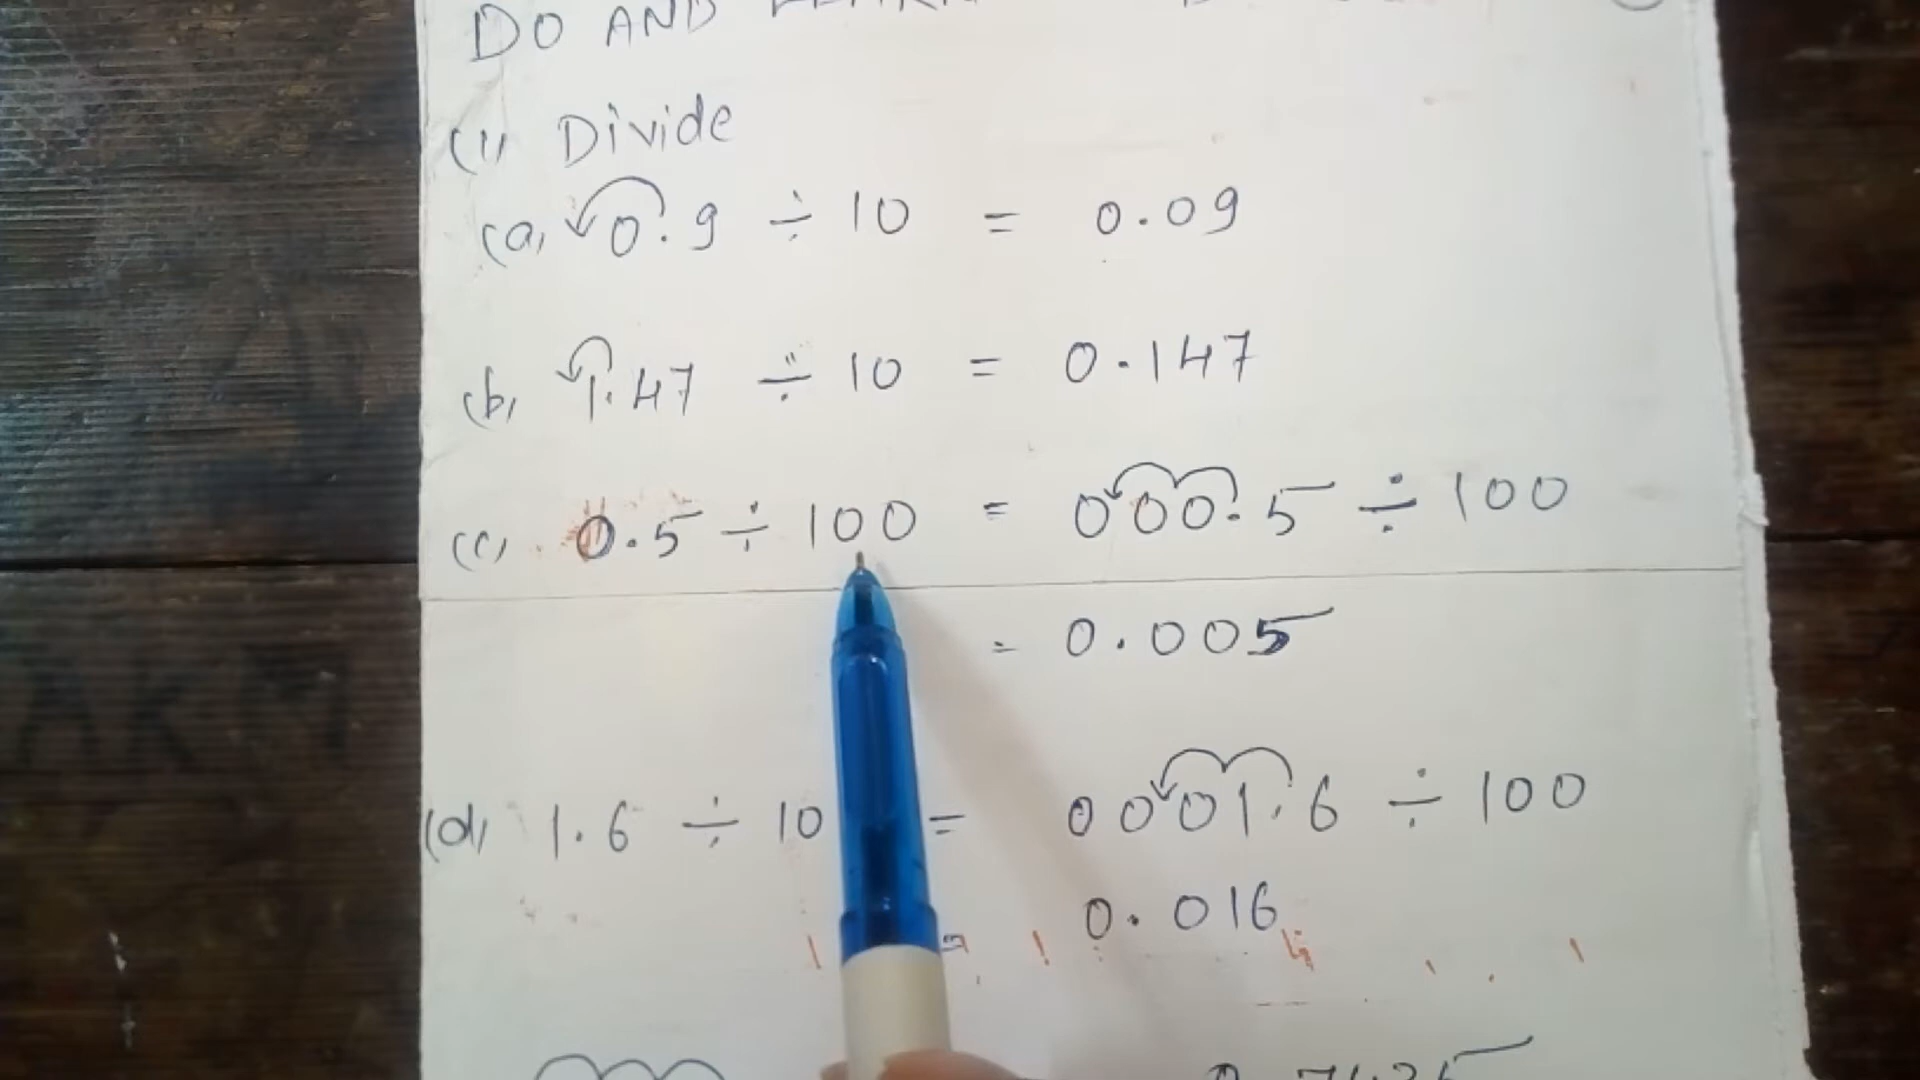 DO AND
(1) Divide
(a) 0.9 ÷ 10 = 0.09
(b) 1.47 ÷ 10 = 0.147
(c) 0.5 ÷ 100 = 000.5 ÷ 100
= 0.005
(d) 1.6 ÷ 10 = 0001.6 ÷ 100
0.016